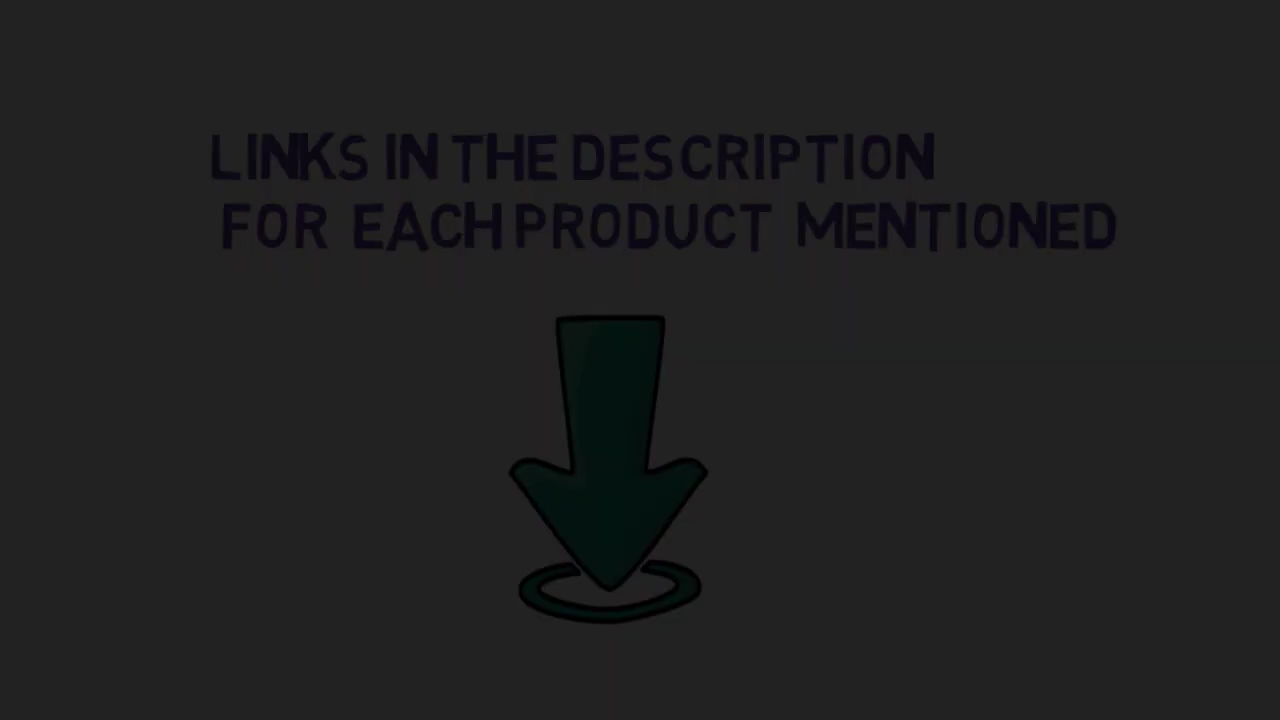 LINKS IN THE DESCRIPTION
FOR EACH PRODUCT MENTIONED